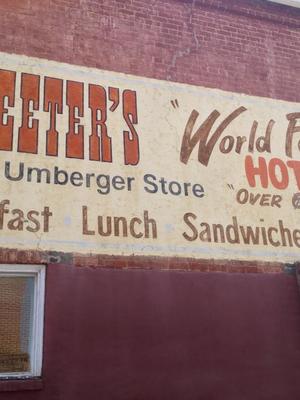 EETER'S
Umberger Store
fast Lunch Sandwiche
"World F
HOT
"OVER